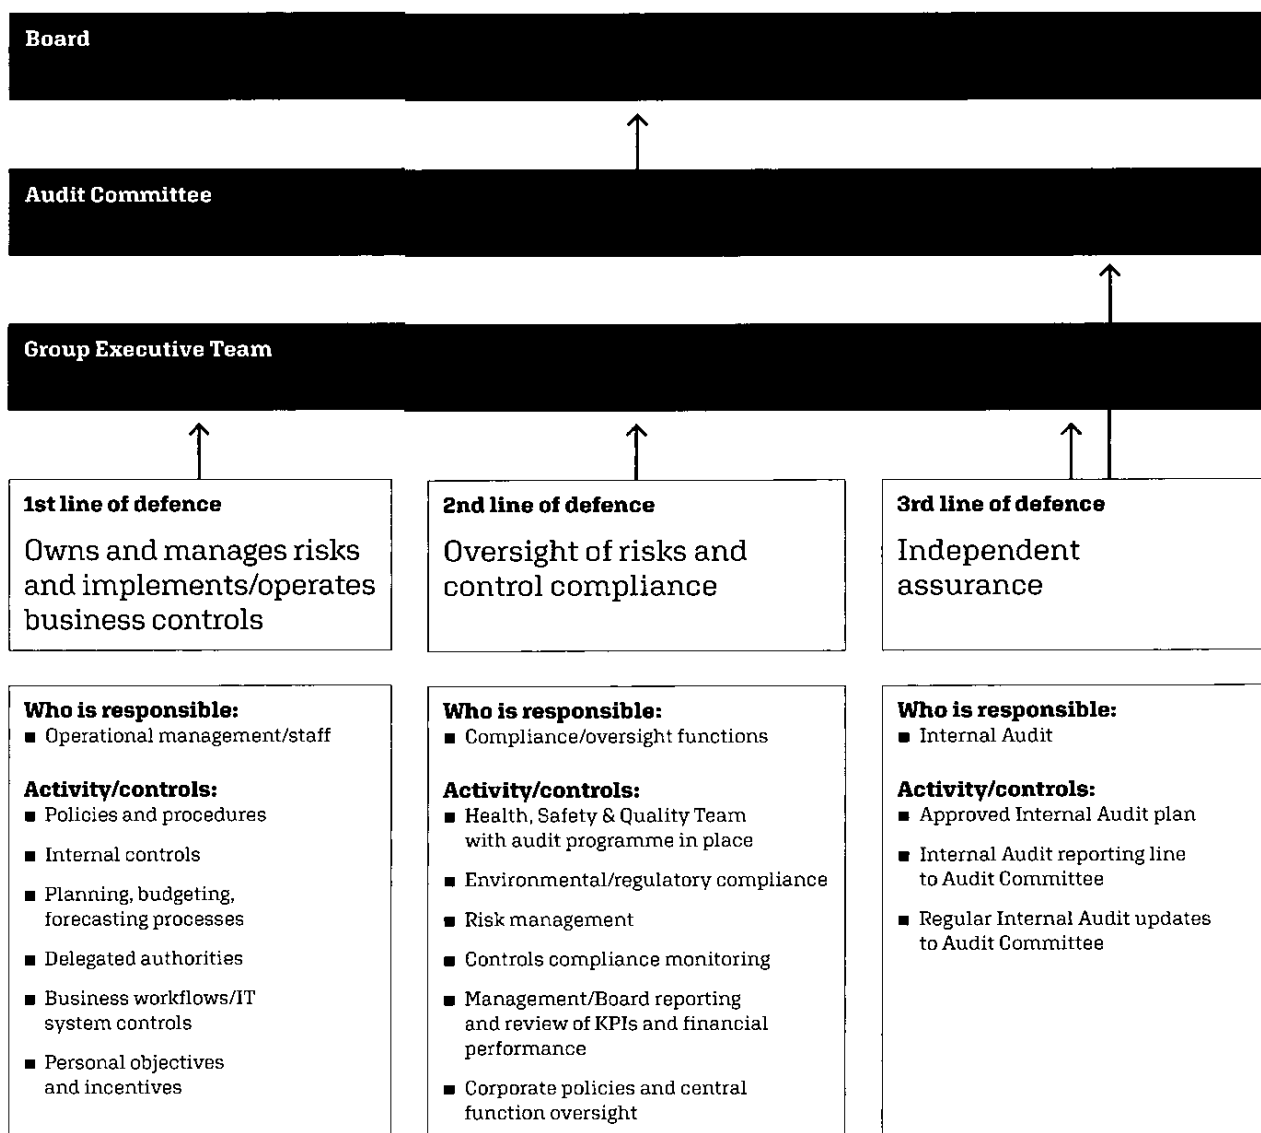 Board
Audit Committee
Group Executive Team
1st line of defence
Owns and manages risks
and implements/operates
business controls
2nd line of defence
Oversight of risks and
control compliance
3rd line of defence
Independent
assurance
Who is responsible:
■ Operational management/staff
Activity/controls:
■ Policies and procedures
■ Internal controls
■ Planning, budgeting,
forecasting processes
■ Delegated authorities
■ Business workflows/IT
system controls
■ Personal objectives
and incentives
Who is responsible:
■ Compliance/oversight functions
Activity/controls:
■ Health, Safety & Quality Team
with audit programme in place
■ Environmental/regulatory compliance
■ Risk management
■ Controls compliance monitoring
■ Management/Board reporting
and review of KPIs and financial
performance
■ Corporate policies and central
function oversight
Who is responsible:
■ Internal Audit
Activity/controls:
■ Approved Internal Audit plan
■ Internal Audit reporting line
to Audit Committee
■ Regular Internal Audit updates
to Audit Committee